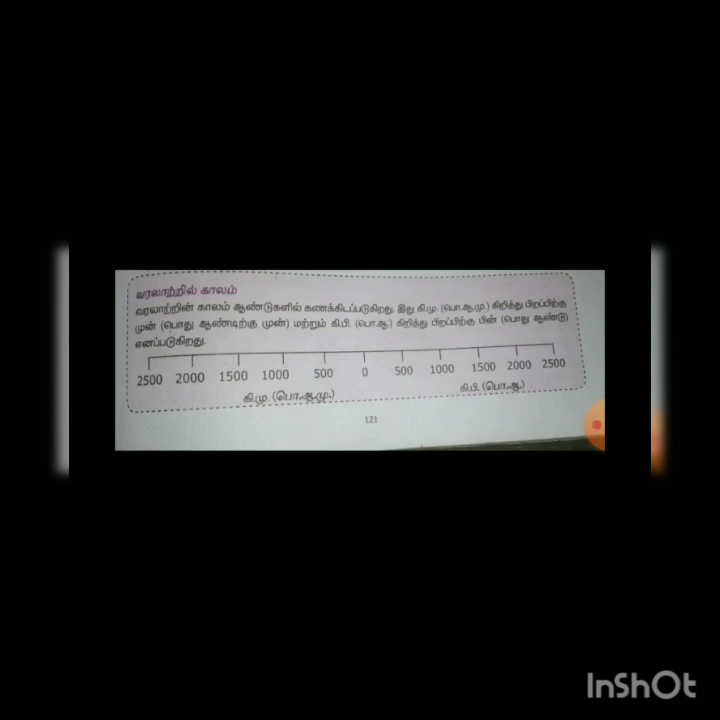 வரலாற்றில் காலம்
வரலாற்றின் காலம் ஆண்டுகளில் கணக்கிடப்படுகிறது. இது கி.மு. (பொ.ஆ.மு.) கிறித்து பிறப்பிற்கு
முன் (பொது ஆண்டிற்கு முன்) மற்றும் கி.பி. (பொ.ஆ.) கிறித்து பிறப்பிற்கு பின் (பொது ஆண்டு)
எனப்படுகிறது.
2500 2000 1500 1000 500 0 500 1000 1500 2000 2500
கி.மு. (பொ.ஆ.மு.) கி.பி. (பொ.ஆ.)
121
InShOt